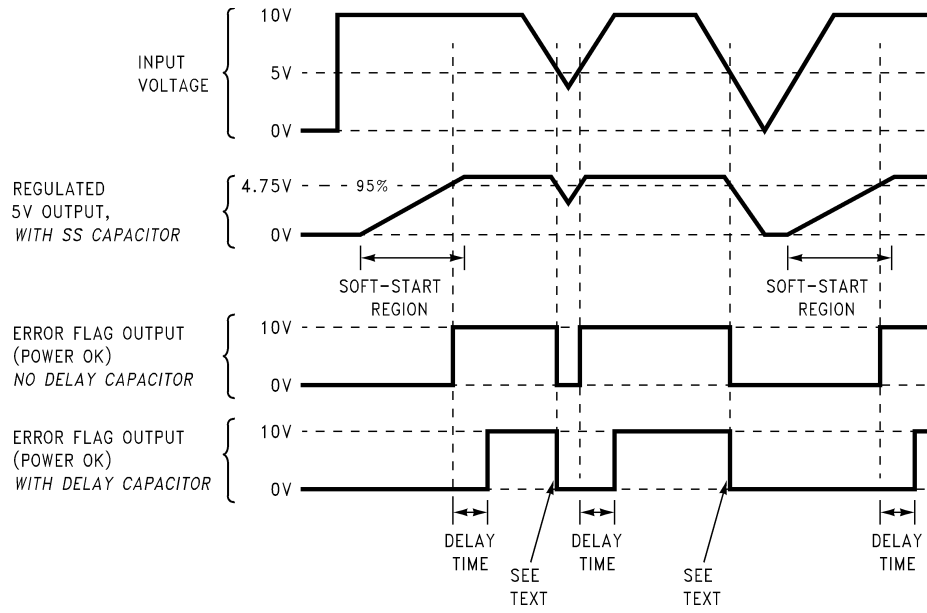 10V
INPUT
VOLTAGE
5V
0V
REGULATED
5V OUTPUT,
WITH SS CAPACITOR
4.75V
95%
0V
SOFT-START
REGION
SOFT-START
REGION
ERROR FLAG OUTPUT
(POWER OK)
NO DELAY CAPACITOR
10V
0V
ERROR FLAG OUTPUT
(POWER OK)
WITH DELAY CAPACITOR
10V
0V
DELAY
TIME
SEE
TEXT
DELAY
TIME
SEE
TEXT
DELAY
TIME